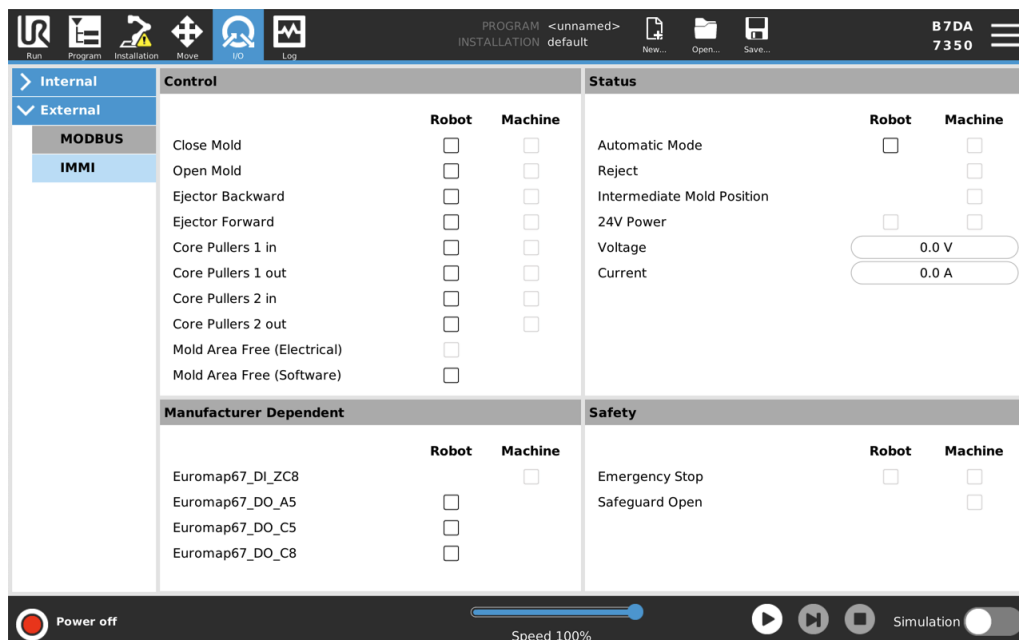 UR
PROGRAM <unnamed>
INSTALLATION default
B7DA
7350
Run Program Installation Move I/O Log New... Open... Save...
Internal
External
MODBUS
IMMI
Control
Robot Machine
Close Mold
Open Mold
Ejector Backward
Ejector Forward
Core Pullers 1 in
Core Pullers 1 out
Core Pullers 2 in
Core Pullers 2 out
Mold Area Free (Electrical)
Mold Area Free (Software)
Status
Robot Machine
Automatic Mode
Reject
Intermediate Mold Position
24V Power
Voltage 0.0 V
Current 0.0 A
Manufacturer Dependent
Robot Machine
Euromap67_DI_ZC8
Euromap67_DO_A5
Euromap67_DO_C5
Euromap67_DO_C8
Safety
Robot Machine
Emergency Stop
Safeguard Open
Power off
Speed 100%
Simulation